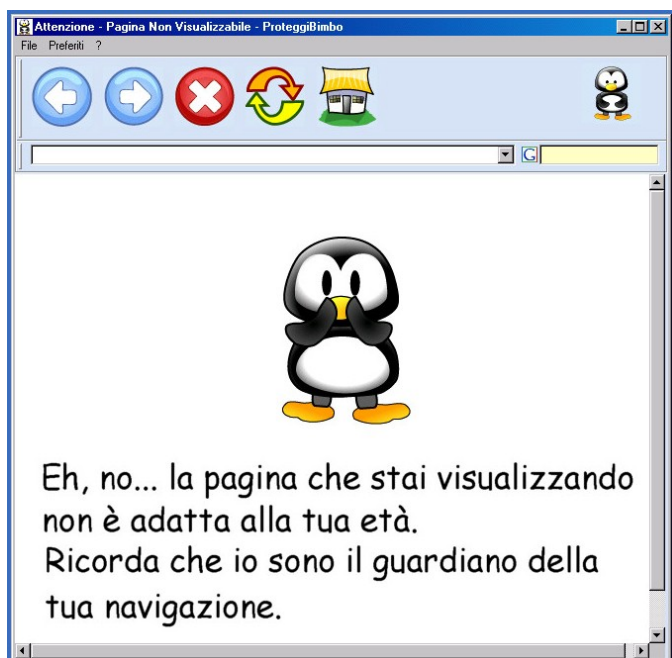 Attenzione - Pagina Non Visualizzabile - ProteggiBimbo
File Preferiti ?
G
Eh, no... la pagina che stai visualizzando
non è adatta alla tua età.
Ricorda che io sono il guardiano della
tua navigazione.